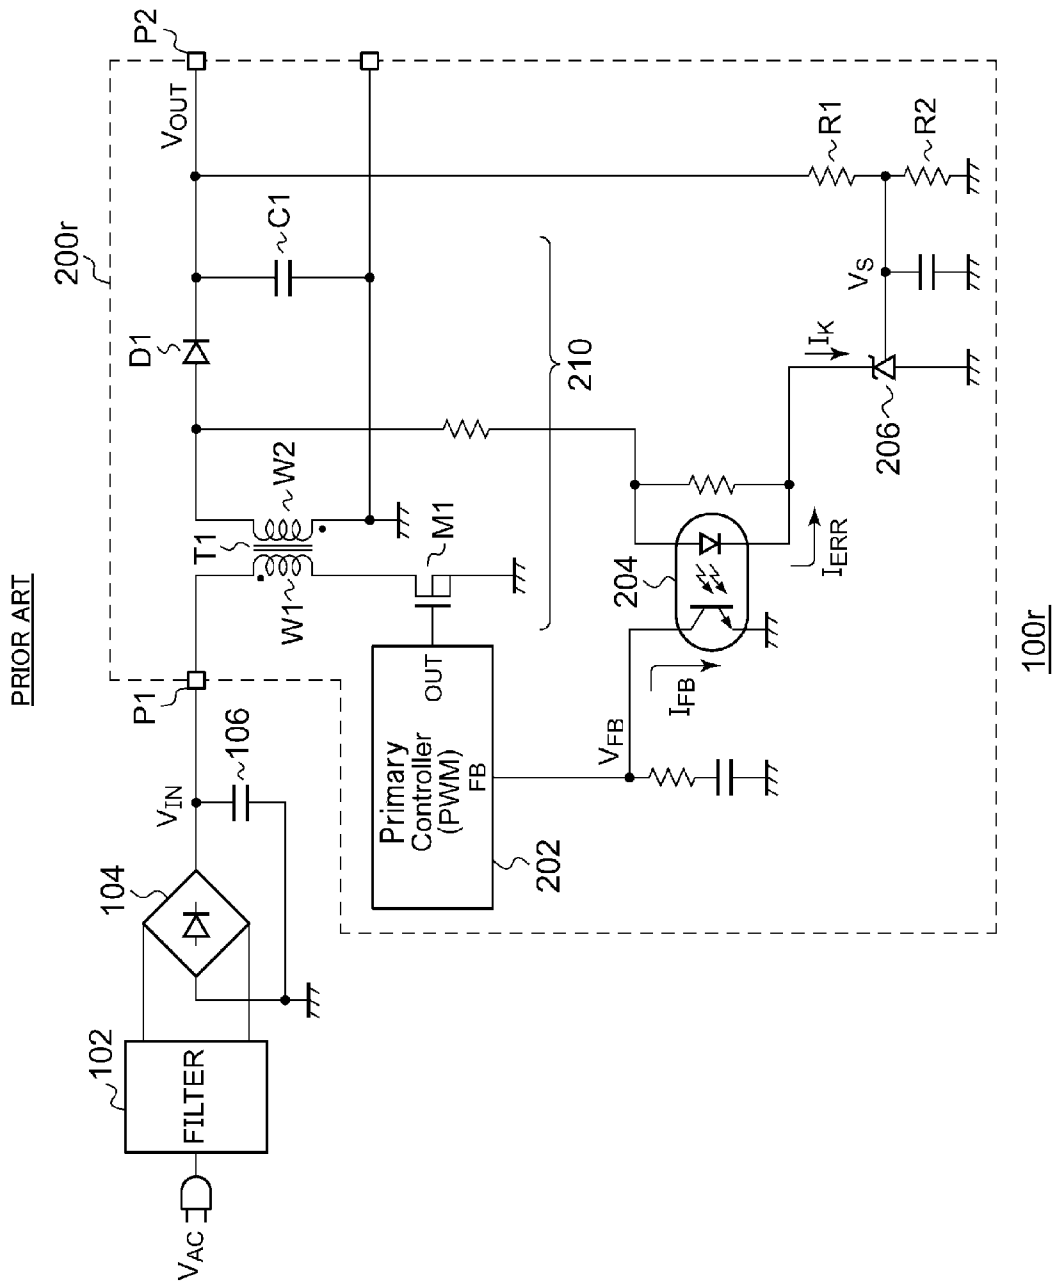 PRIOR ART
100r
200r
VAC
102
FILTER
104
VIN
106
P1
T1
W1
W2
D1
C1
VOUT
P2
M1
210
OUT
Primary
Controller
(PWM)
FB
202
VFB
IFB
204
IERR
IK
206
VS
R1
R2